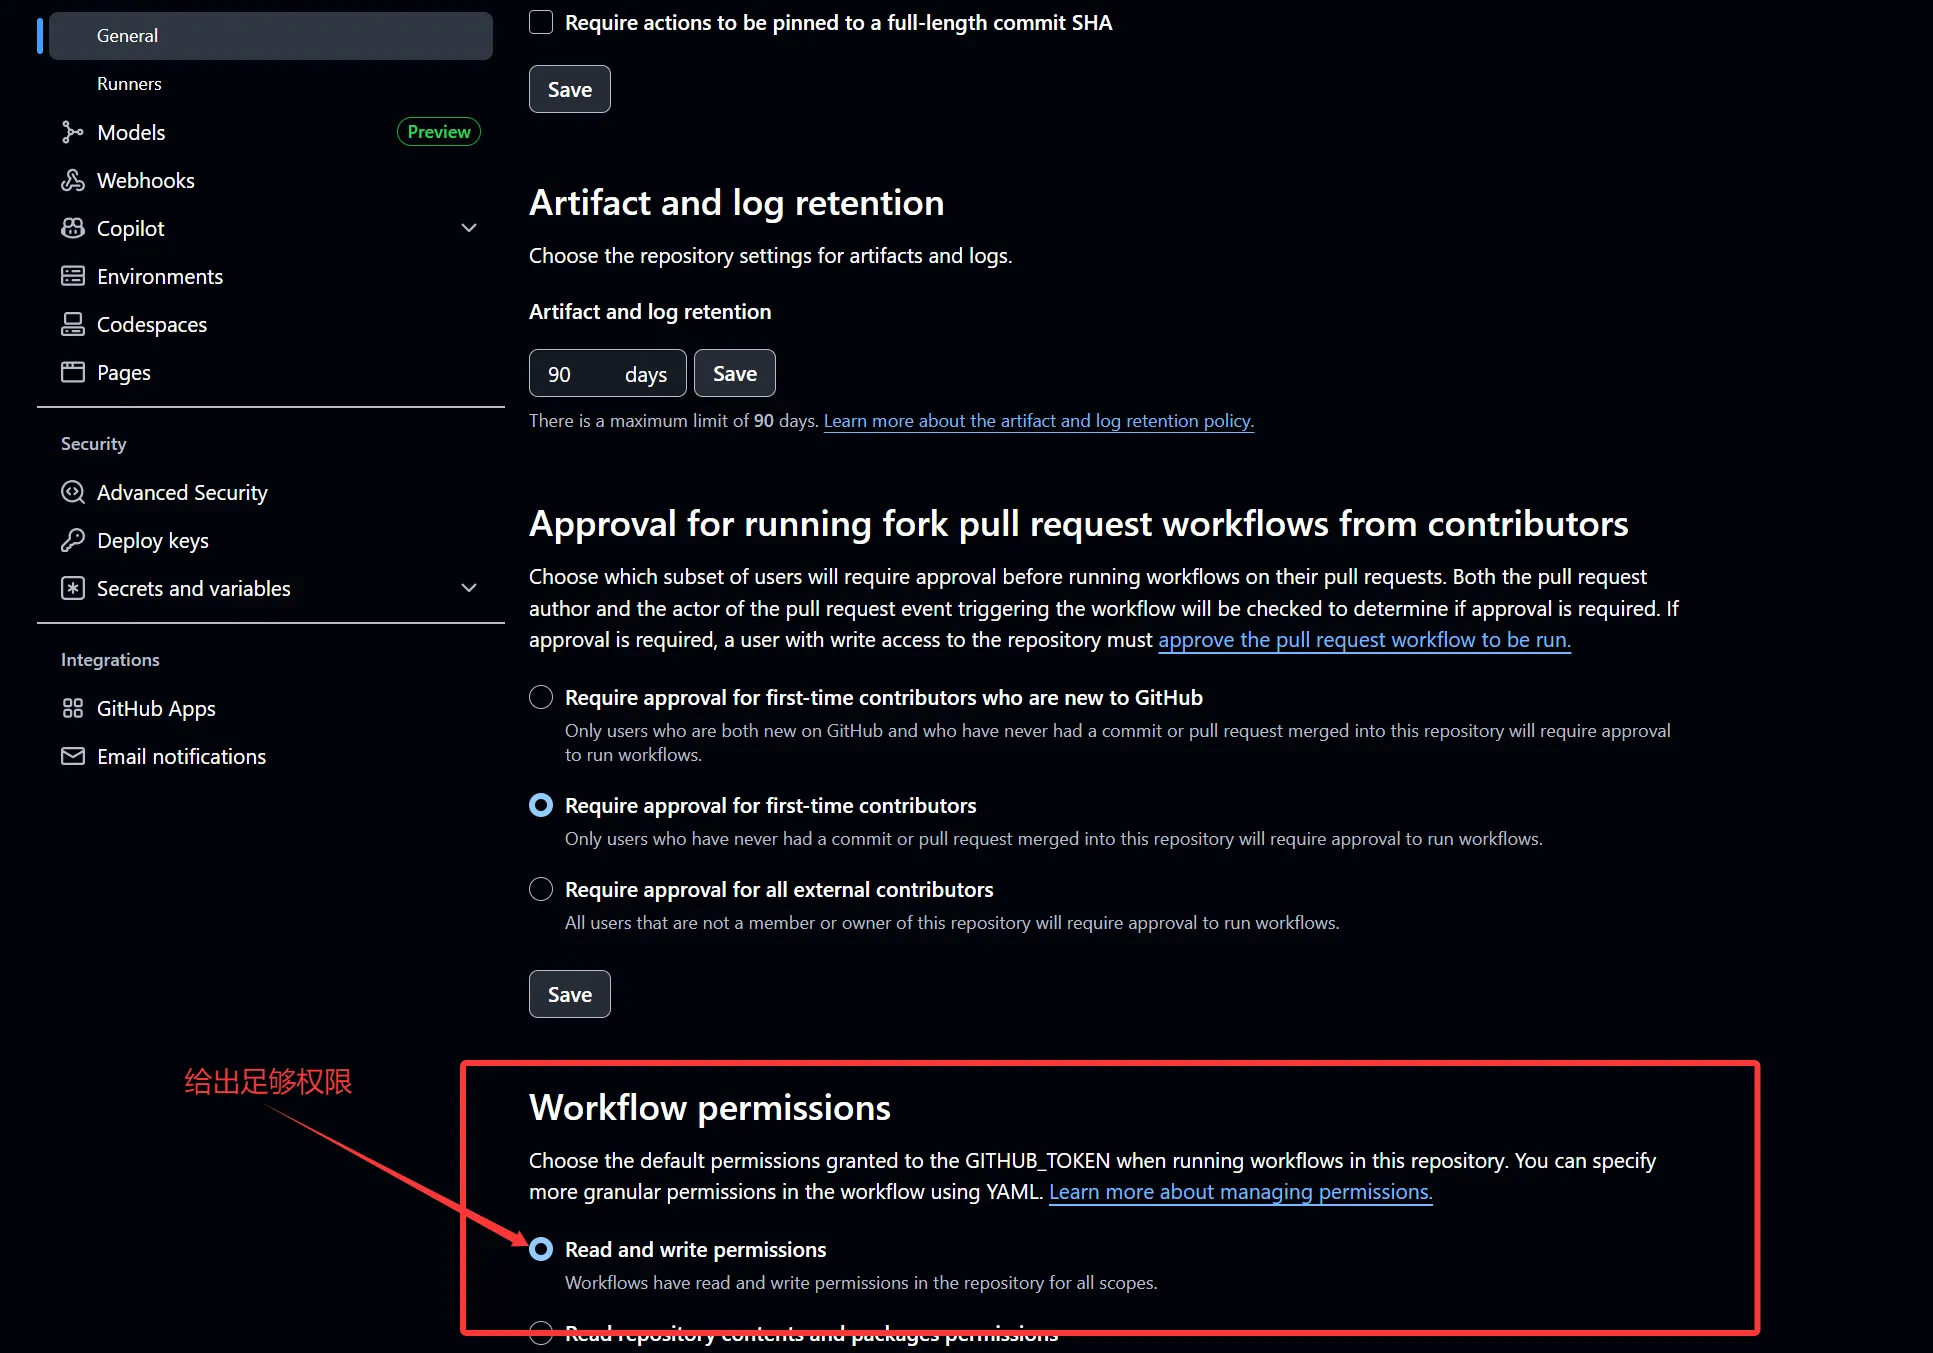 General
Runners
Models
Preview
Webhooks
Copilot
Environments
Codespaces
Pages
Security
Advanced Security
Deploy keys
Secrets and variables
Integrations
GitHub Apps
Email notifications
Require actions to be pinned to a full-length commit SHA
Save
Artifact and log retention
Choose the repository settings for artifacts and logs.
Artifact and log retention
90 days Save
There is a maximum limit of 90 days. Learn more about the artifact and log retention policy.
Approval for running fork pull request workflows from contributors
Choose which subset of users will require approval before running workflows on their pull requests. Both the pull request
author and the actor of the pull request event triggering the workflow will be checked to determine if approval is required. If
approval is required, a user with write access to the repository must approve the pull request workflow to be run.
Require approval for first-time contributors who are new to GitHub
Only users who are both new on GitHub and who have never had a commit or pull request merged into this repository will require approval
to run workflows.
Require approval for first-time contributors
Only users who have never had a commit or pull request merged into this repository will require approval to run workflows.
Require approval for all external contributors
All users that are not a member or owner of this repository will require approval to run workflows.
Save
给出足够权限
Workflow permissions
Choose the default permissions granted to the GITHUB_TOKEN when running workflows in this repository. You can specify
more granular permissions in the workflow using YAML. Learn more about managing permissions.
Read and write permissions
Workflows have read and write permissions in the repository for all scopes.
Read repository contents and packages permissions